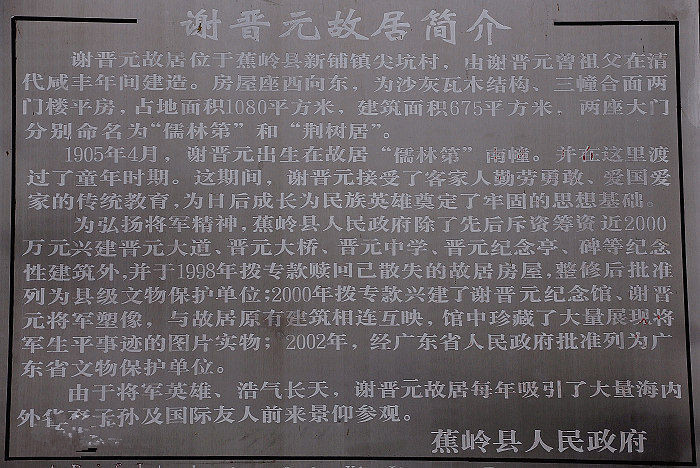 谢晋元故居简介
谢晋元故居位于蕉岭县新铺镇尖坑村，由谢晋元曾祖父在清
代咸丰年间建造。房屋座西向东，为沙灰瓦木结构、三幢合面两
门楼平房，占地面积1080平方米，建筑面积675平方米，两座大门
分别命名为“儒林第”和“荆树居”。
1905年4月，谢晋元出生在故居“儒林第”南幢。并在这里渡
过了童年时期。这期间，谢晋元接受了客家人勤劳勇敢、爱国爱
家的传统教育，为日后成长为民族英雄奠定了牢固的思想基础。
为弘扬将军精神，蕉岭县人民政府除了先后斥资筹资近2000
万元兴建晋元大道、晋元大桥、晋元中学、晋元纪念亭、碑等纪念
性建筑外，并于1998年拨专款赎回已散失的故居房屋，整修后批准
列为县级文物保护单位；2000年拨专款兴建了谢晋元纪念馆、谢晋
元将军塑像，与故居原有建筑相连互映，馆中珍藏了大量展现将
军生平事迹的图片实物；2002年，经广东省人民政府批准列为广
东省文物保护单位。
由于将军英雄、浩气长天，谢晋元故居每年吸引了大量海内
外子孙及国际友人前来景仰参观。
蕉岭县人民政府